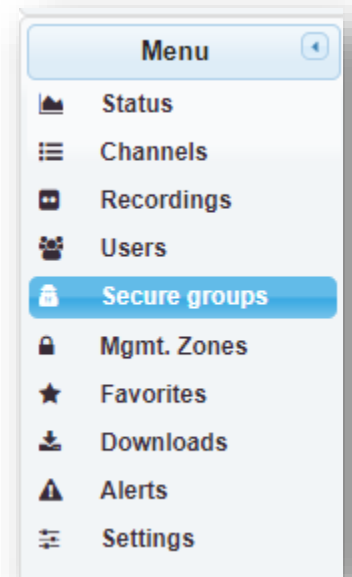 Menu
Status
Channels
Recordings
Users
Secure groups
Mgmt. Zones
Favorites
Downloads
Alerts
Settings